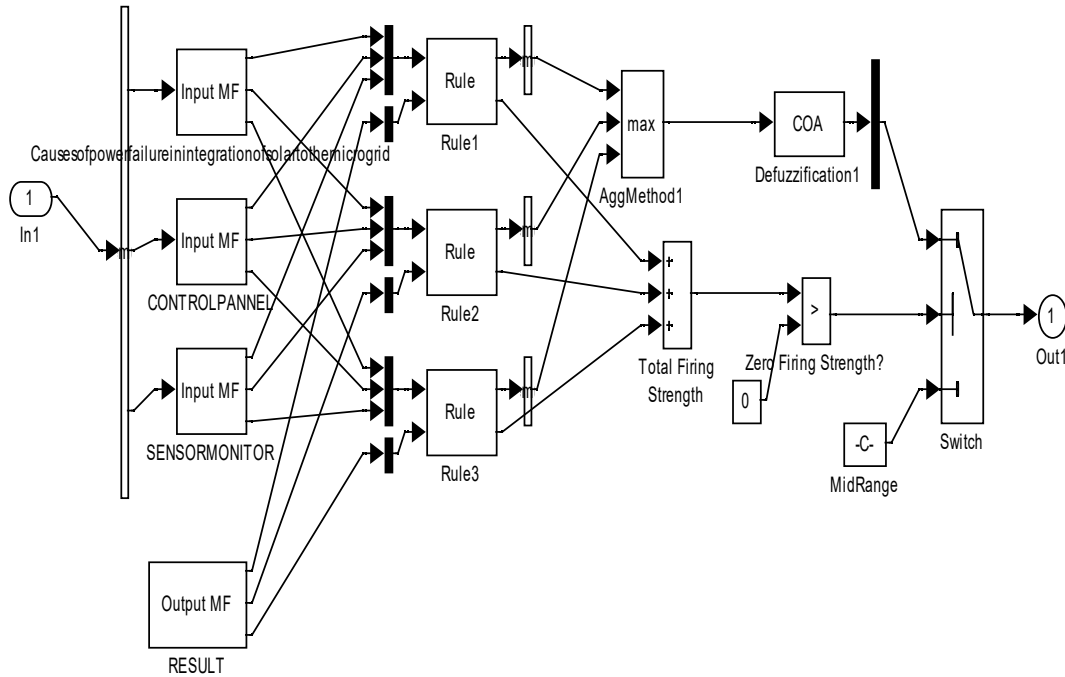 Input MF
Causesofpowerfailureinintegrationofsolartothemicrogrid
1
In1
Input MF
CONTROLPANNEL
Input MF
SENSORMONITOR
Output MF
RESULT
Rule
Rule1
Rule
Rule2
Rule
Rule3
m
m
m
m
max
AggMethod1
COA
Defuzzification1
+
+
+
Total Firing
Strength
>
Zero Firing Strength?
0
-C-
MidRange
Switch
1
Out1